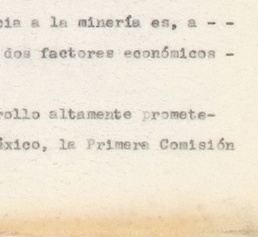 cia a la minería es, a - -
dos factores económicos -
rollo altamente promete-
éxico, la Primera Comisión